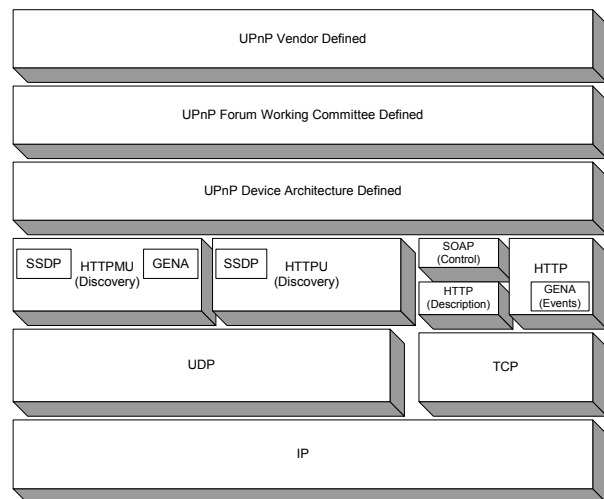 UPnP Vendor Defined
UPnP Forum Working Committee Defined
UPnP Device Architecture Defined
SSDP
HTTPMU
(Discovery)
GENA
SSDP
HTTPU
(Discovery)
SOAP
(Control)
HTTP
(Description)
HTTP
GENA
(Events)
UDP
TCP
IP